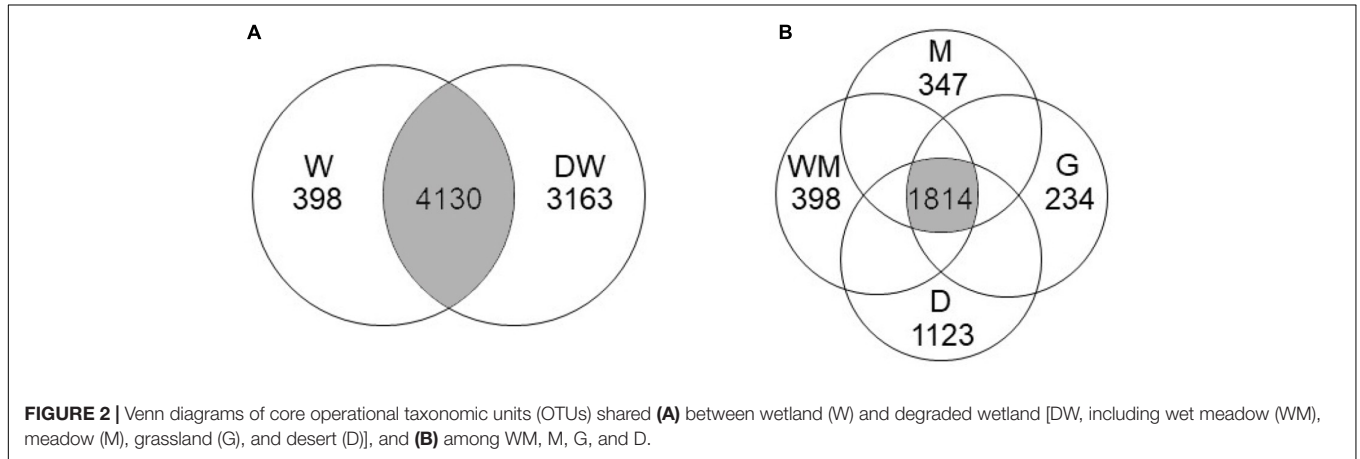 A
B
W
398
4130
DW
3163
M
347
WM
398
1814
G
234
D
1123
FIGURE 2 | Venn diagrams of core operational taxonomic units (OTUs) shared (A) between wetland (W) and degraded wetland [DW, including wet meadow (WM),
meadow (M), grassland (G), and desert (D)], and (B) among WM, M, G, and D.